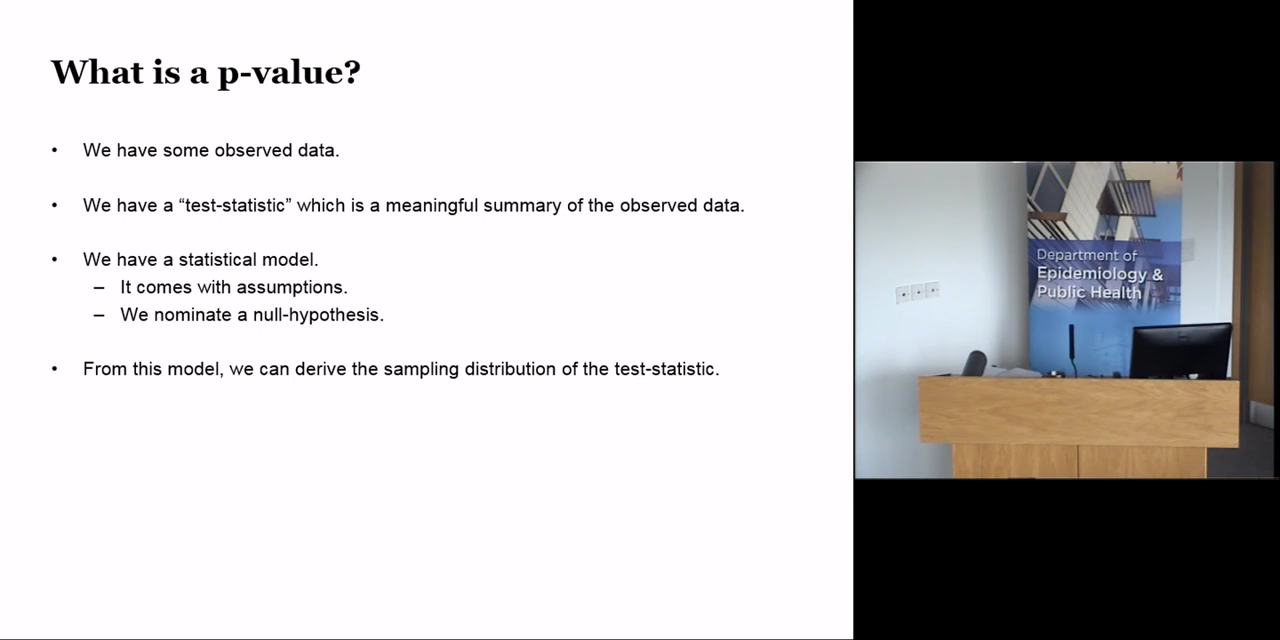 What is a p-value?
• We have some observed data.
• We have a “test-statistic” which is a meaningful summary of the observed data.
• We have a statistical model.
– It comes with assumptions.
– We nominate a null-hypothesis.
• From this model, we can derive the sampling distribution of the test-statistic.
Department of
Epidemiology &
Public Health